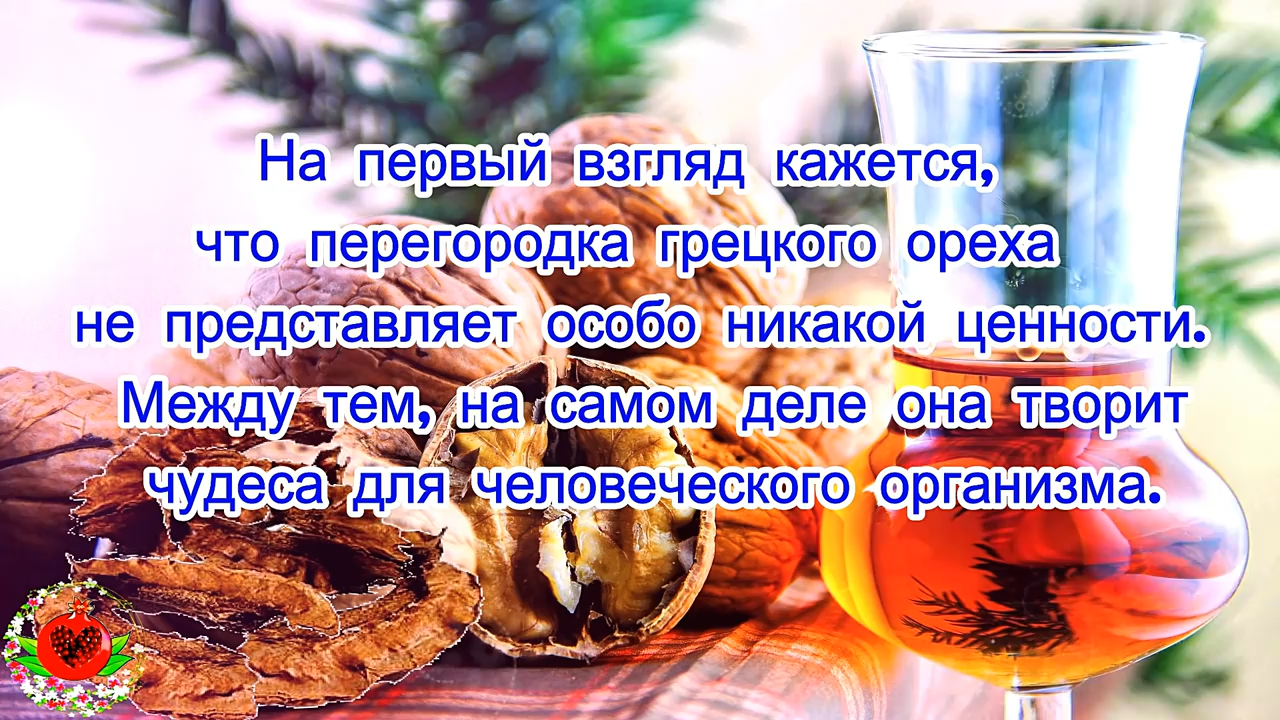 На первый взгляд кажется,
что перегородка грецкого ореха
не представляет особо никакой ценности.
Между тем, на самом деле она творит
чудеса для человеческого организма.